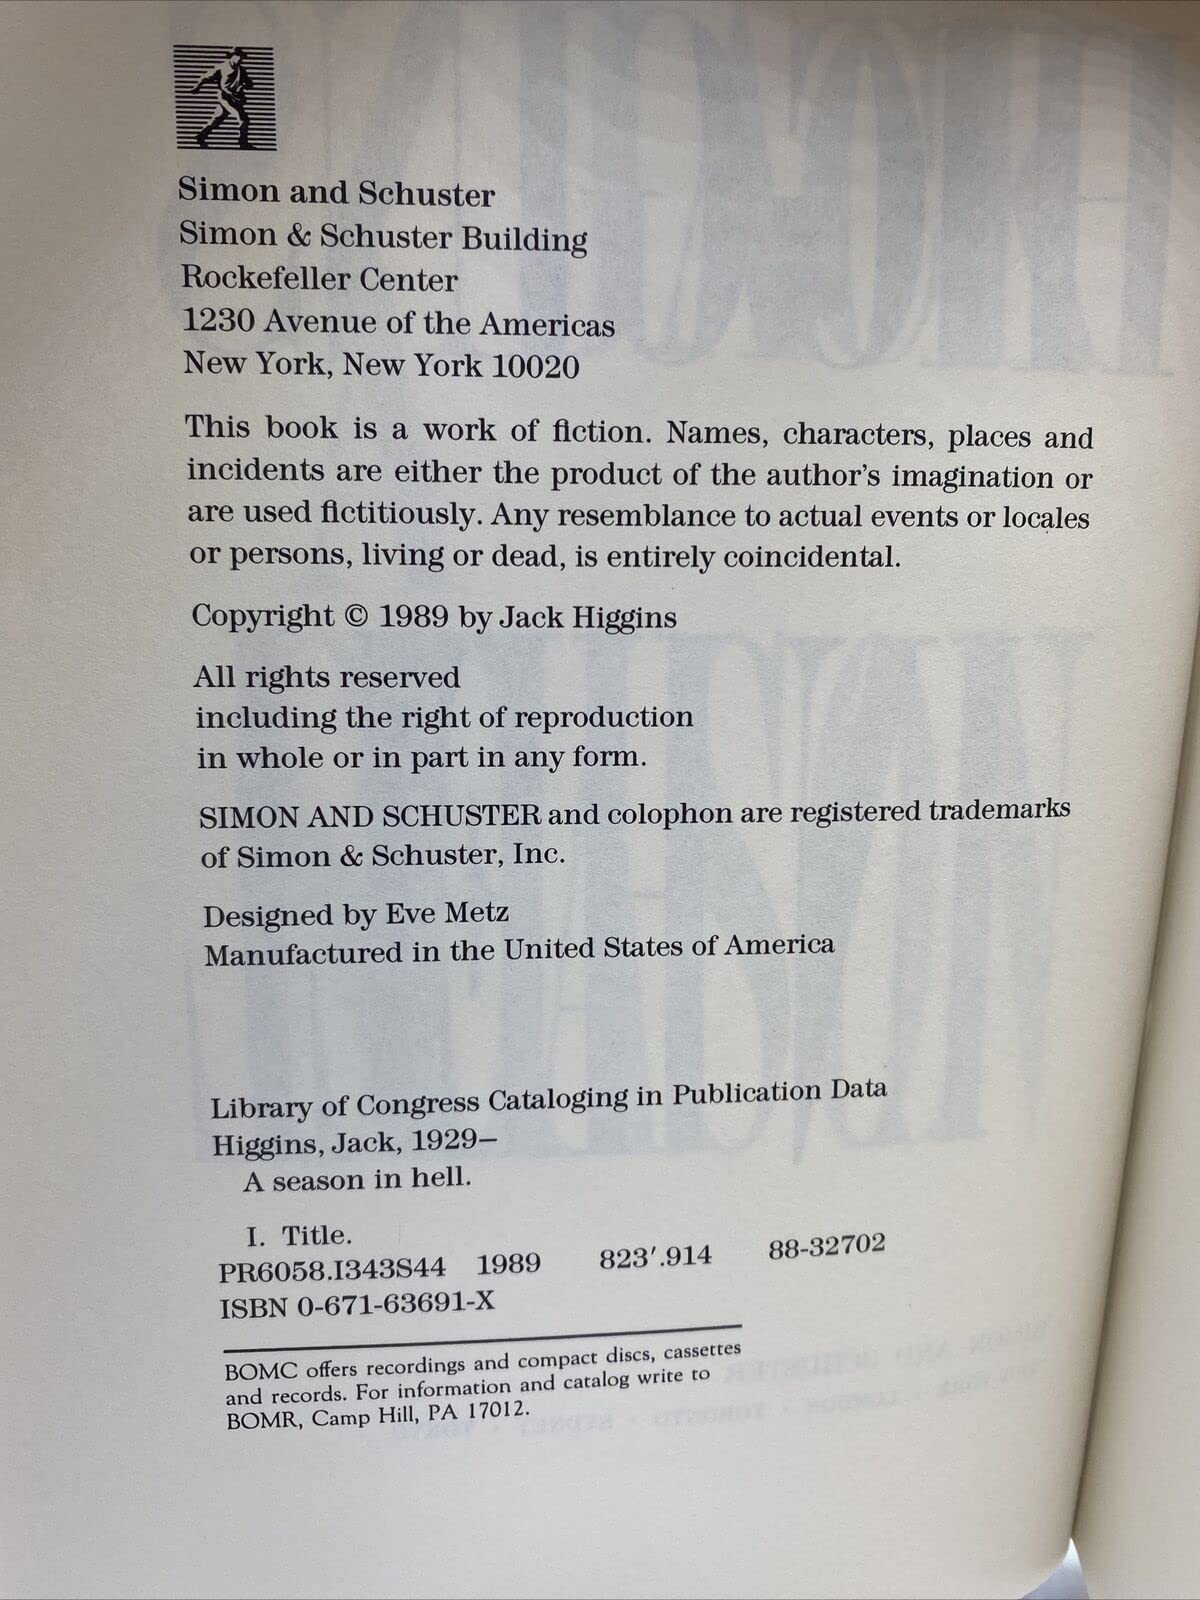 Simon and Schuster
Simon & Schuster Building
Rockefeller Center
1230 Avenue of the Americas
New York, New York 10020
This book is a work of fiction. Names, characters, places and
incidents are either the product of the author's imagination or
are used fictitiously. Any resemblance to actual events or locales
or persons, living or dead, is entirely coincidental.
Copyright © 1989 by Jack Higgins
All rights reserved
including the right of reproduction
in whole or in part in any form.
SIMON AND SCHUSTER and colophon are registered trademarks
of Simon & Schuster, Inc.
Designed by Eve Metz
Manufactured in the United States of America
Library of Congress Cataloging in Publication Data
Higgins, Jack, 1929–
A season in hell.
I. Title.
PR6058.I343S44 1989 823′.914 88-32702
ISBN 0-671-63691-X
BOMC offers recordings and compact discs, cassettes
and records. For information and catalog write to
BOMR, Camp Hill, PA 17012.